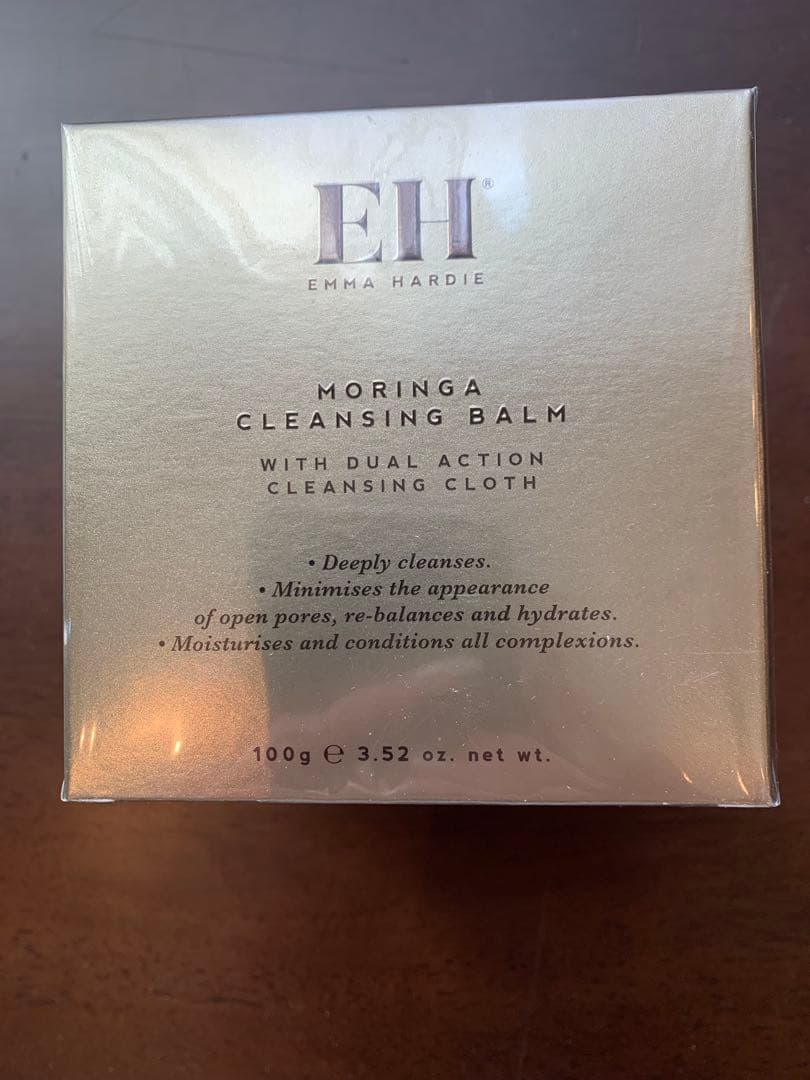 EH®
EMMA HARDIE
MORINGA
CLEANSING BALM
WITH DUAL ACTION
CLEANSING CLOTH
• Deeply cleanses.
• Minimises the appearance
of open pores, re-balances and hydrates.
• Moisturises and conditions all complexions.
100g ℮ 3.52 oz. net wt.